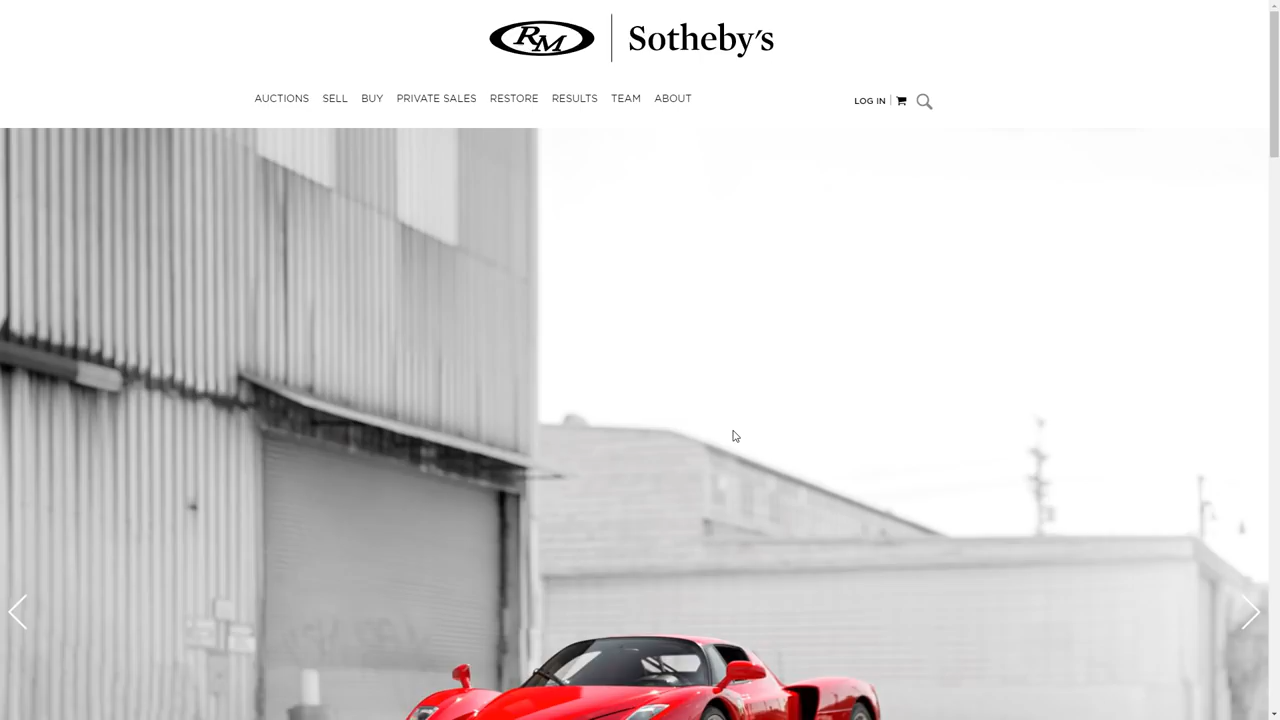 RM Sotheby's
AUCTIONS SELL BUY PRIVATE SALES RESTORE RESULTS TEAM ABOUT LOG IN